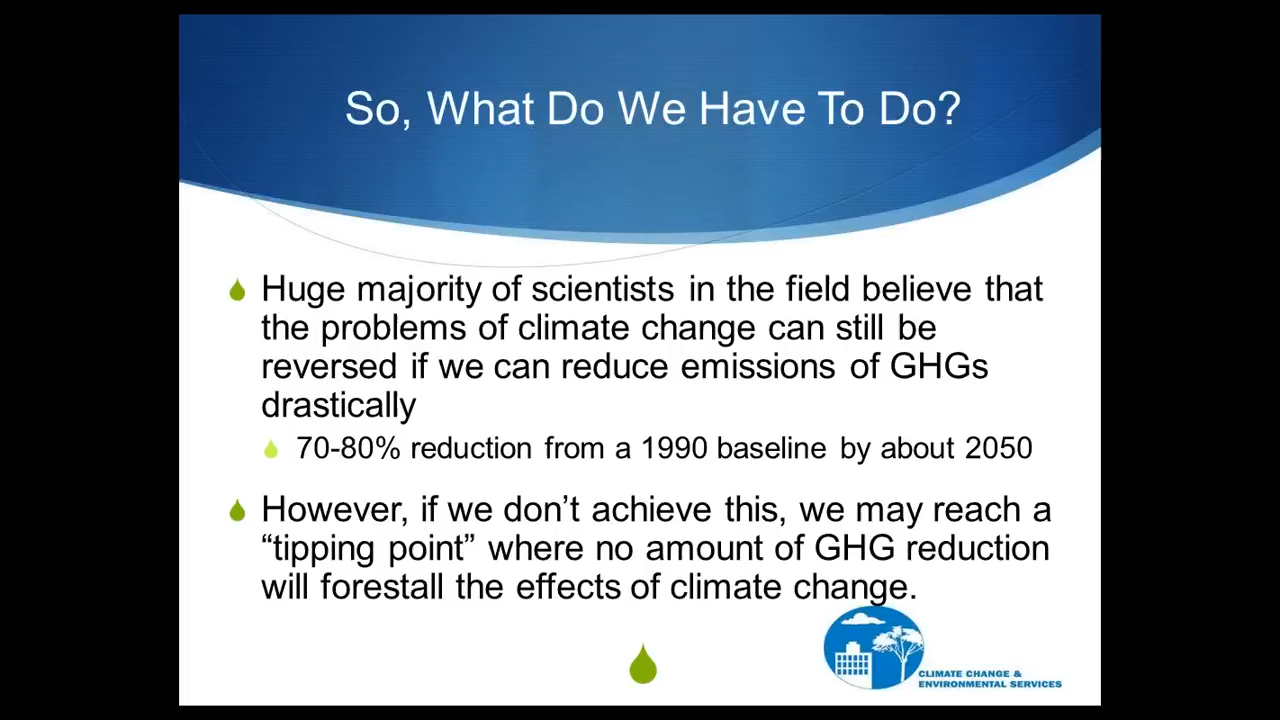 So, What Do We Have To Do?
Huge majority of scientists in the field believe that
the problems of climate change can still be
reversed if we can reduce emissions of GHGs
drastically
70-80% reduction from a 1990 baseline by about 2050
However, if we don’t achieve this, we may reach a
“tipping point” where no amount of GHG reduction
will forestall the effects of climate change.
CLIMATE CHANGE &
ENVIRONMENTAL SERVICES